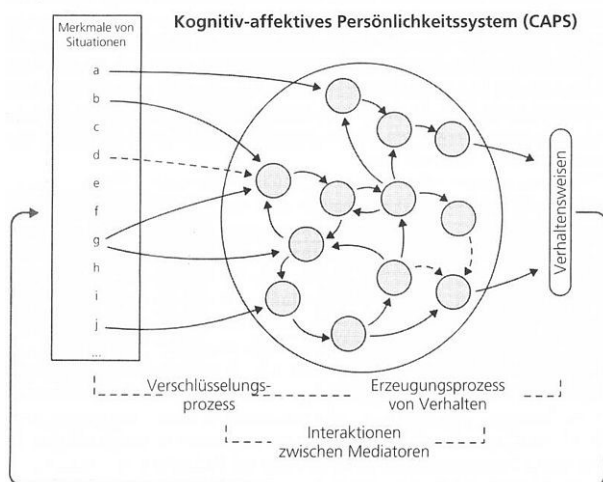 Kognitiv-affektives Persönlichkeitssystem (CAPS)
Merkmale von
Situationen
a
b
c
d
e
f
g
h
i
j
...
Verhaltensweisen
Verschlüsselungs-
prozess
Erzeugungsprozess
von Verhalten
Interaktionen
zwischen Mediatoren